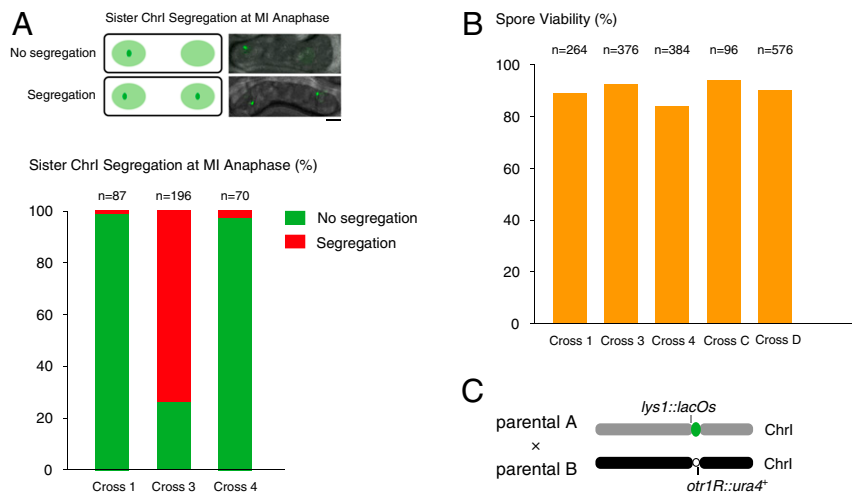 A
Sister ChrI Segregation at MI Anaphase
No segregation
Segregation
Sister ChrI Segregation at MI Anaphase (%)
n=87 n=196 n=70
100
80
60
40
20
0
Cross 1 Cross 3 Cross 4
No segregation
Segregation
B Spore Viability (%)
n=264 n=376 n=384 n=96 n=576
100
80
60
40
20
0
Cross 1 Cross 3 Cross 4 Cross C Cross D
C
lys1::lacOs
parental A ChrI
×
parental B ChrI
otr1R::ura4⁺